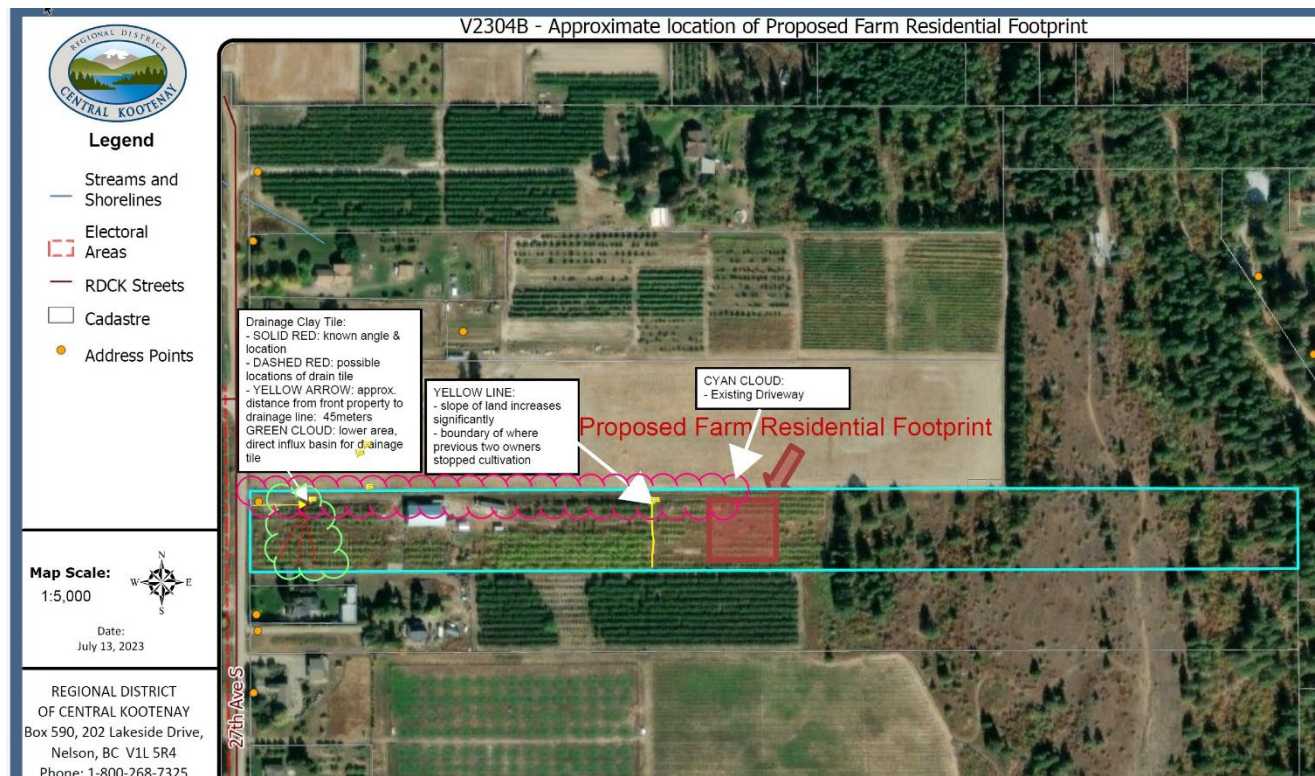 V2304B - Approximate location of Proposed Farm Residential Footprint
REGIONAL DISTRICT
CENTRAL KOOTENAY
Legend
Streams and
Shorelines
Electoral
Areas
RDCK Streets
Cadastre
Address Points
Map Scale:
1:5,000
N
W
E
S
Date:
July 13, 2023
REGIONAL DISTRICT
OF CENTRAL KOOTENAY
Box 590, 202 Lakeside Drive,
Nelson, BC V1L 5R4
Phone: 1-800-268-7325
Drainage Clay Tile:
- SOLID RED: known angle &
location
- DASHED RED: possible
locations of drain tile
- YELLOW ARROW: approx.
distance from front property to
drainage line: 45meters
GREEN CLOUD: lower area,
direct influx basin for drainage
tile
YELLOW LINE:
- slope of land increases
significantly
- boundary of where
previous two owners
stopped cultivation
CYAN CLOUD:
- Existing Driveway
Proposed Farm Residential Footprint
27th Ave S